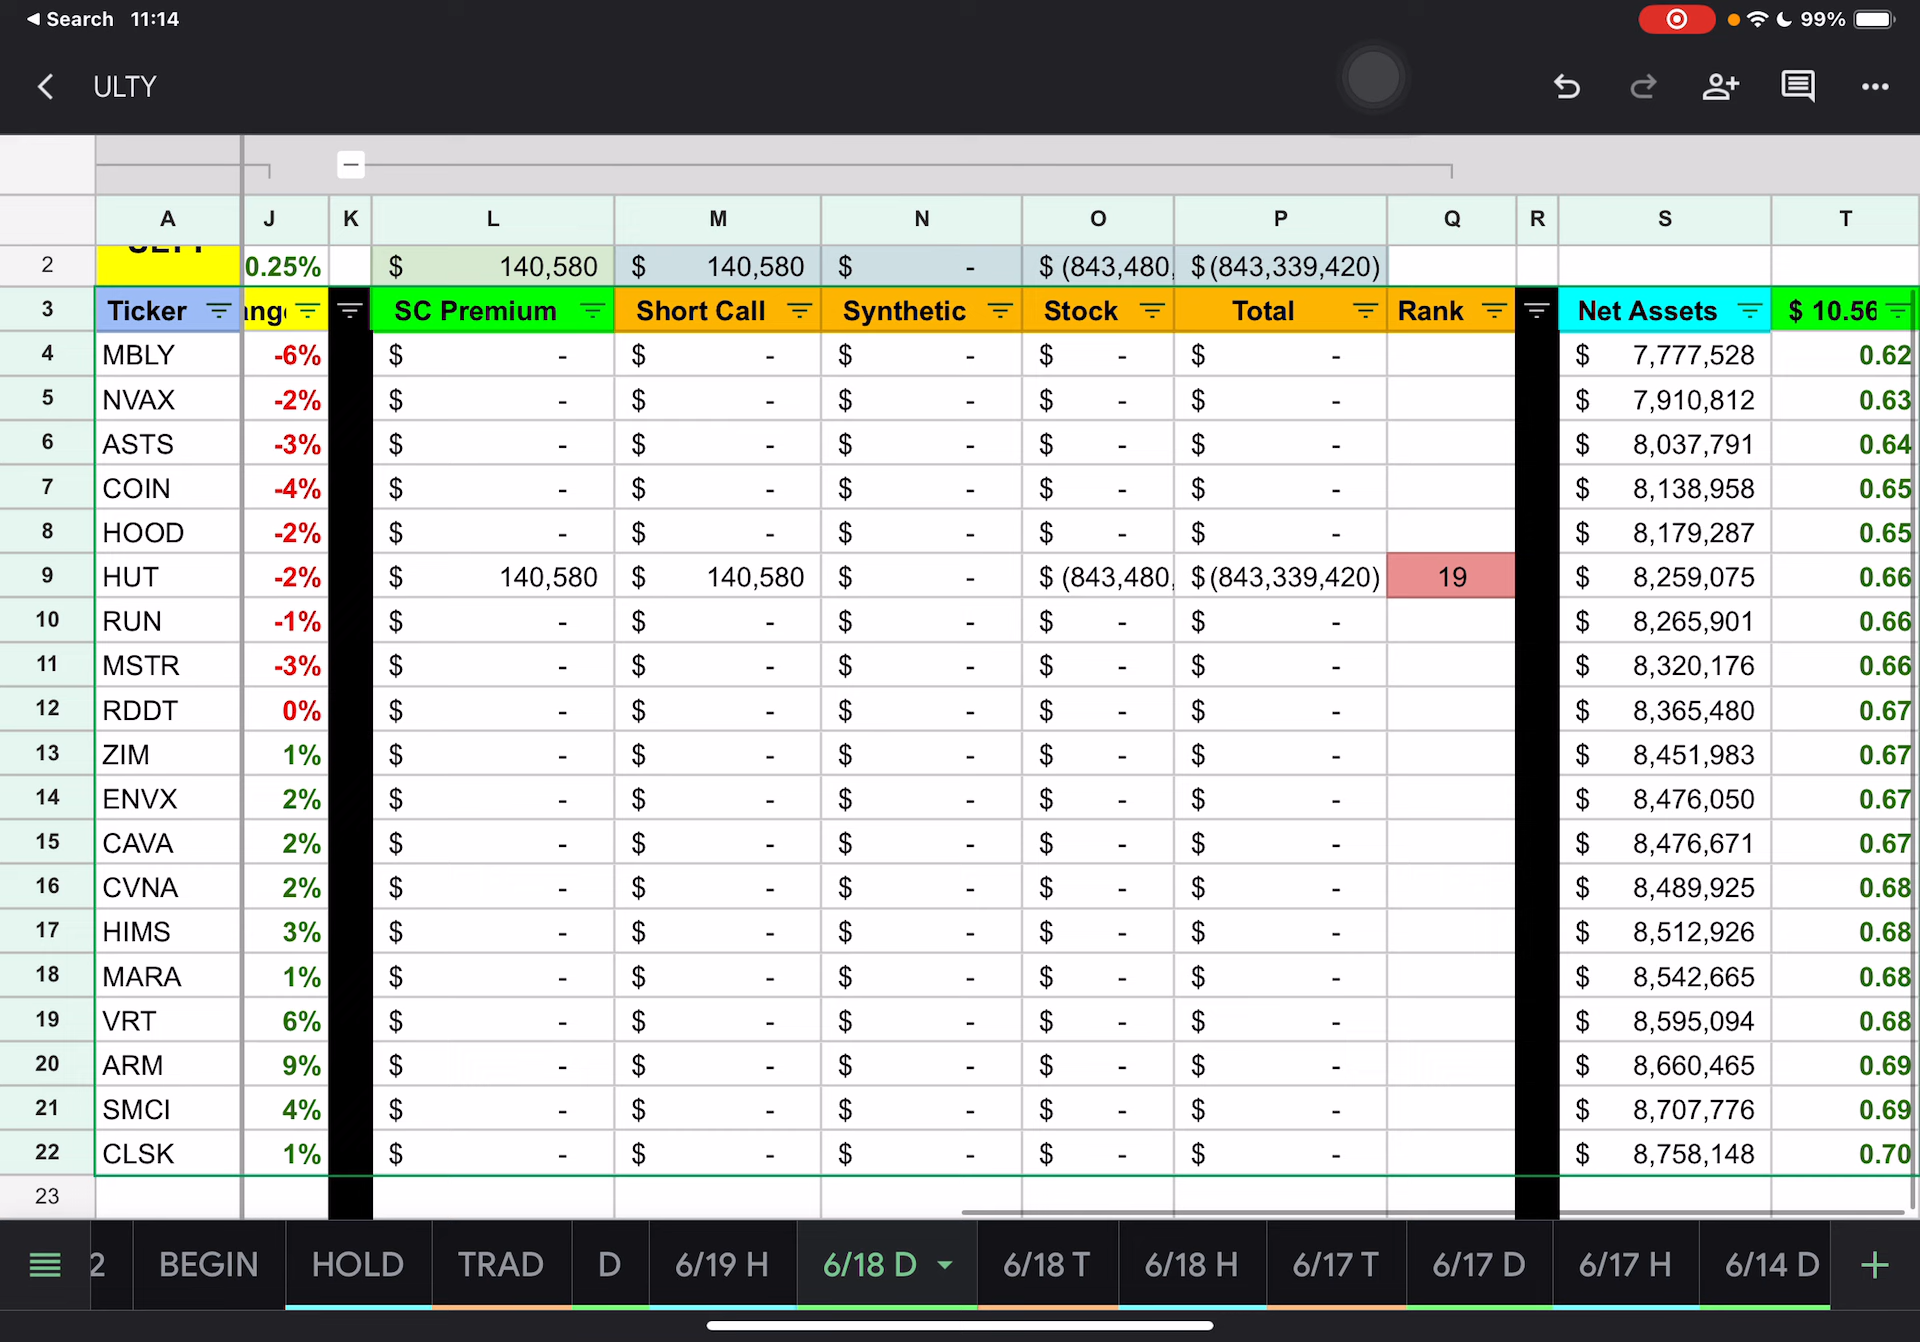 Search 11:14 99%
ULTY
A J K L M N O P Q R S T
2 0.25% $ 140,580 $ 140,580 $ - $ (843,480, $ (843,339,420)
3 Ticker SC Premium Short Call Synthetic Stock Total Rank Net Assets $ 10.56
4 MBLY -6% $ - $ - $ - $ - $ - $ 7,777,528 0.62
5 NVAX -2% $ - $ - $ - $ - $ - $ 7,910,812 0.63
6 ASTS -3% $ - $ - $ - $ - $ - $ 8,037,791 0.64
7 COIN -4% $ - $ - $ - $ - $ - $ 8,138,958 0.65
8 HOOD -2% $ - $ - $ - $ - $ - $ 8,179,287 0.65
9 HUT -2% $ 140,580 $ 140,580 $ - $ (843,480, $ (843,339,420) 19 $ 8,259,075 0.66
10 RUN -1% $ - $ - $ - $ - $ - $ 8,265,901 0.66
11 MSTR -3% $ - $ - $ - $ - $ - $ 8,320,176 0.66
12 RDDT 0% $ - $ - $ - $ - $ - $ 8,365,480 0.67
13 ZIM 1% $ - $ - $ - $ - $ - $ 8,451,983 0.67
14 ENVX 2% $ - $ - $ - $ - $ - $ 8,476,050 0.67
15 CAVA 2% $ - $ - $ - $ - $ - $ 8,476,671 0.67
16 CVNA 2% $ - $ - $ - $ - $ - $ 8,489,925 0.68
17 HIMS 3% $ - $ - $ - $ - $ - $ 8,512,926 0.68
18 MARA 1% $ - $ - $ - $ - $ - $ 8,542,665 0.68
19 VRT 6% $ - $ - $ - $ - $ - $ 8,595,094 0.68
20 ARM 9% $ - $ - $ - $ - $ - $ 8,660,465 0.69
21 SMCI 4% $ - $ - $ - $ - $ - $ 8,707,776 0.69
22 CLSK 1% $ - $ - $ - $ - $ - $ 8,758,148 0.70
23
2 BEGIN HOLD TRAD D 6/19 H 6/18 D 6/18 T 6/18 H 6/17 T 6/17 D 6/17 H 6/14 D